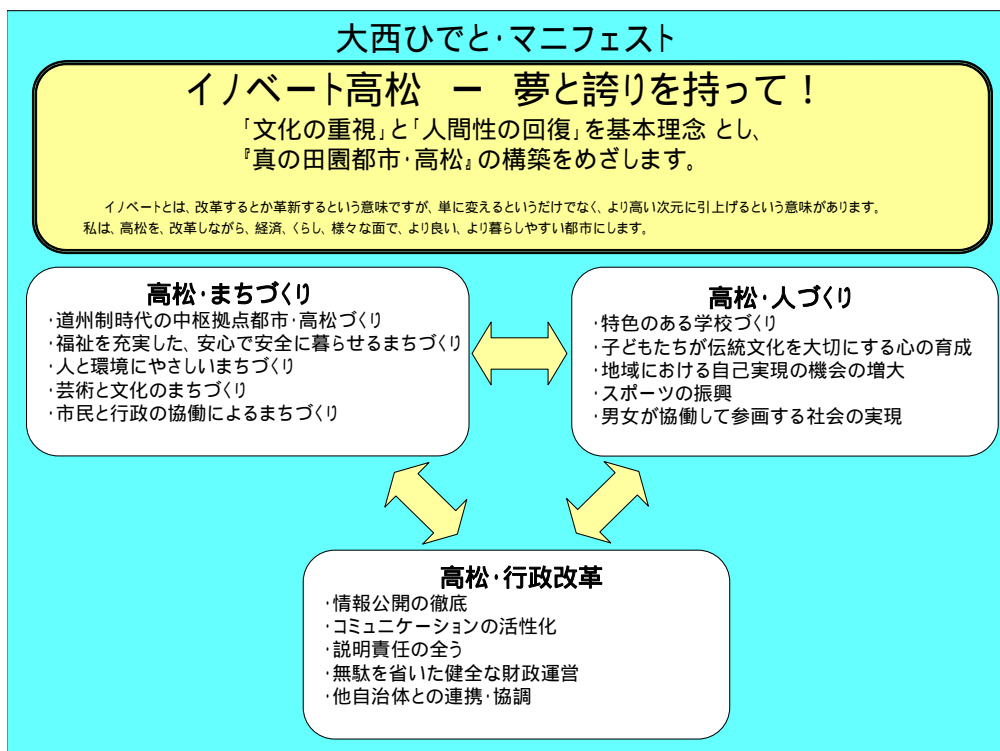 大西ひでと・マニフェスト
イノベート高松　ー　夢と誇りを持って！
「文化の重視」と「人間性の回復」を基本理念 とし、
『真の田園都市・高松』の構築をめざします。
イノベートとは、改革するとか革新するという意味ですが、単に変えるというだけでなく、より高い次元に引上げるという意味があります。
私は、高松を、改革しながら、経済、くらし、様々な面で、より良い、より暮らしやすい都市にします。
高松・まちづくり
・道州制時代の中枢拠点都市・高松づくり
・福祉を充実した、安心で安全に暮らせるまちづくり
・人と環境にやさしいまちづくり
・芸術と文化のまちづくり
・市民と行政の協働によるまちづくり
高松・人づくり
・特色のある学校づくり
・子どもたちが伝統文化を大切にする心の育成
・地域における自己実現の機会の増大
・スポーツの振興
・男女が協働して参画する社会の実現
高松・行政改革
・情報公開の徹底
・コミュニケーションの活性化
・説明責任の全う
・無駄を省いた健全な財政運営
・他自治体との連携・協調